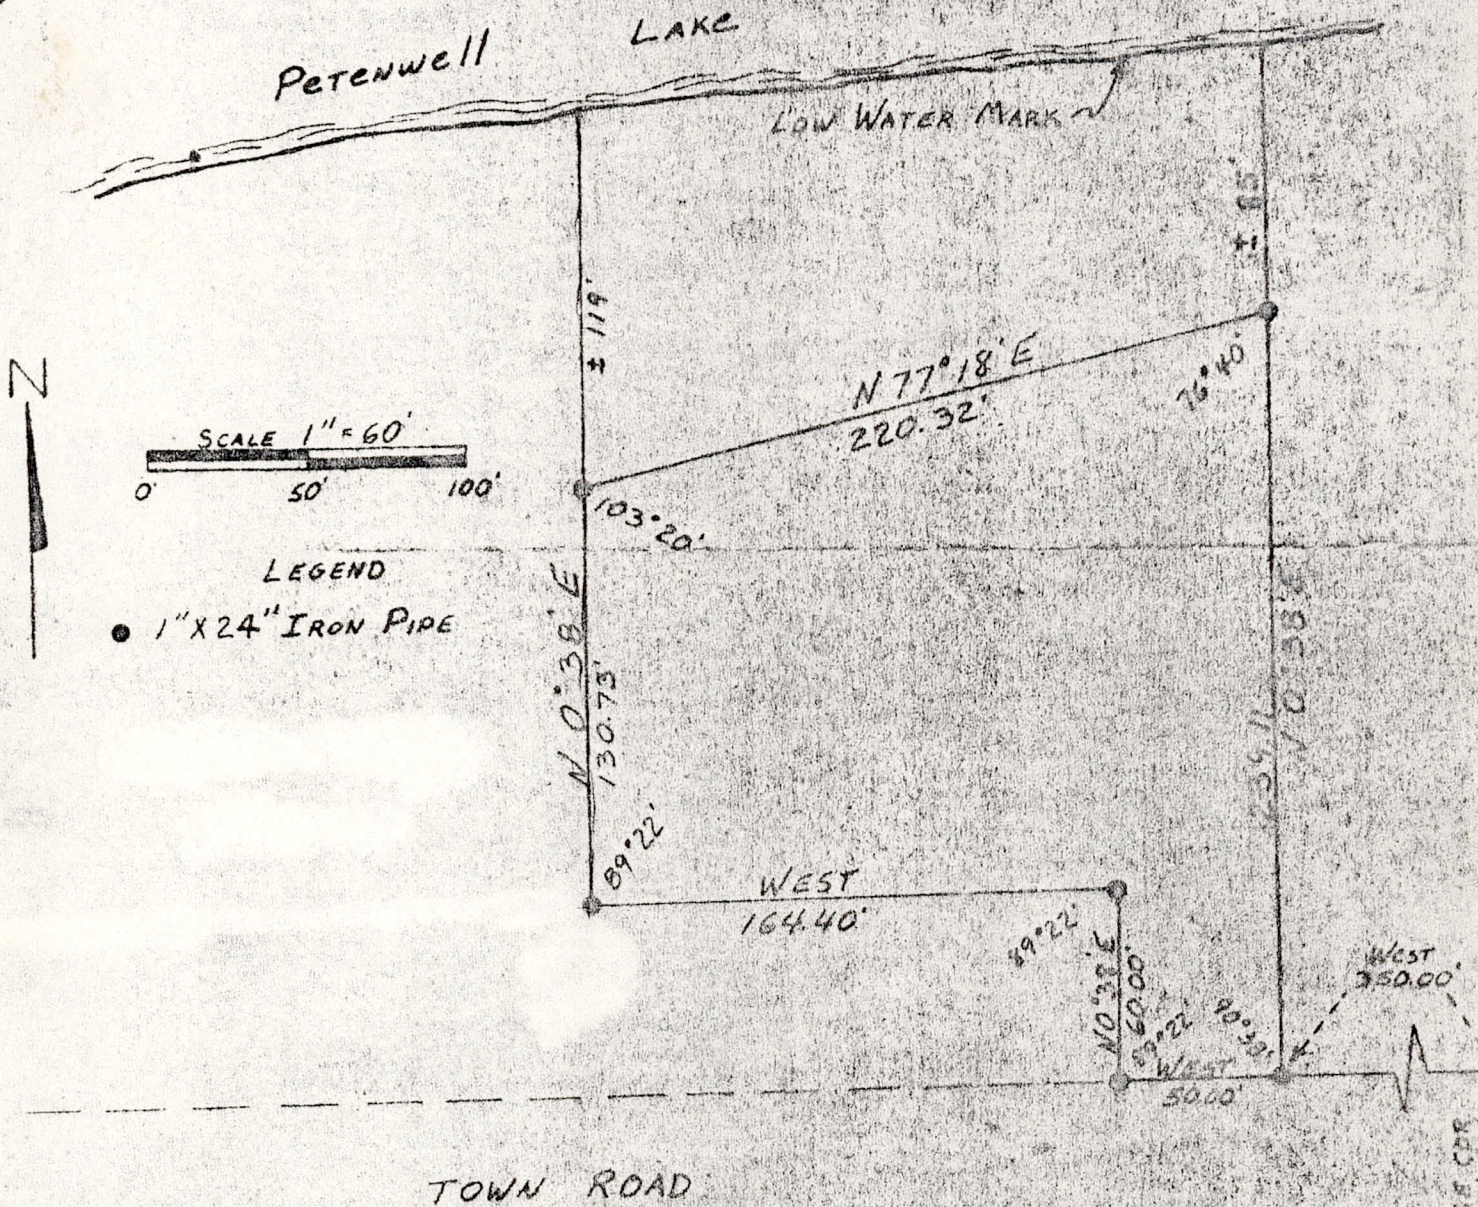 Petenwell Lake
Low Water Mark
± 119'
± 85'
N
N 77° 18' E
220.32'
76° 40'
103° 20'
Scale 1" = 60'
0' 50' 100'
Legend
1" X 24" Iron Pipe
N 0° 38' E
130.73'
N 0° 38' E
89° 22'
West
164.40'
89° 22'
N 0° 38' E
60.00'
89° 22'
West
50.00'
West
350.00'
Town Road